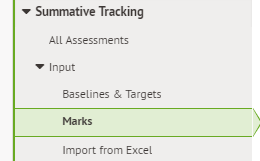 Summative Tracking
All Assessments
Input
Baselines & Targets
Marks
Import from Excel